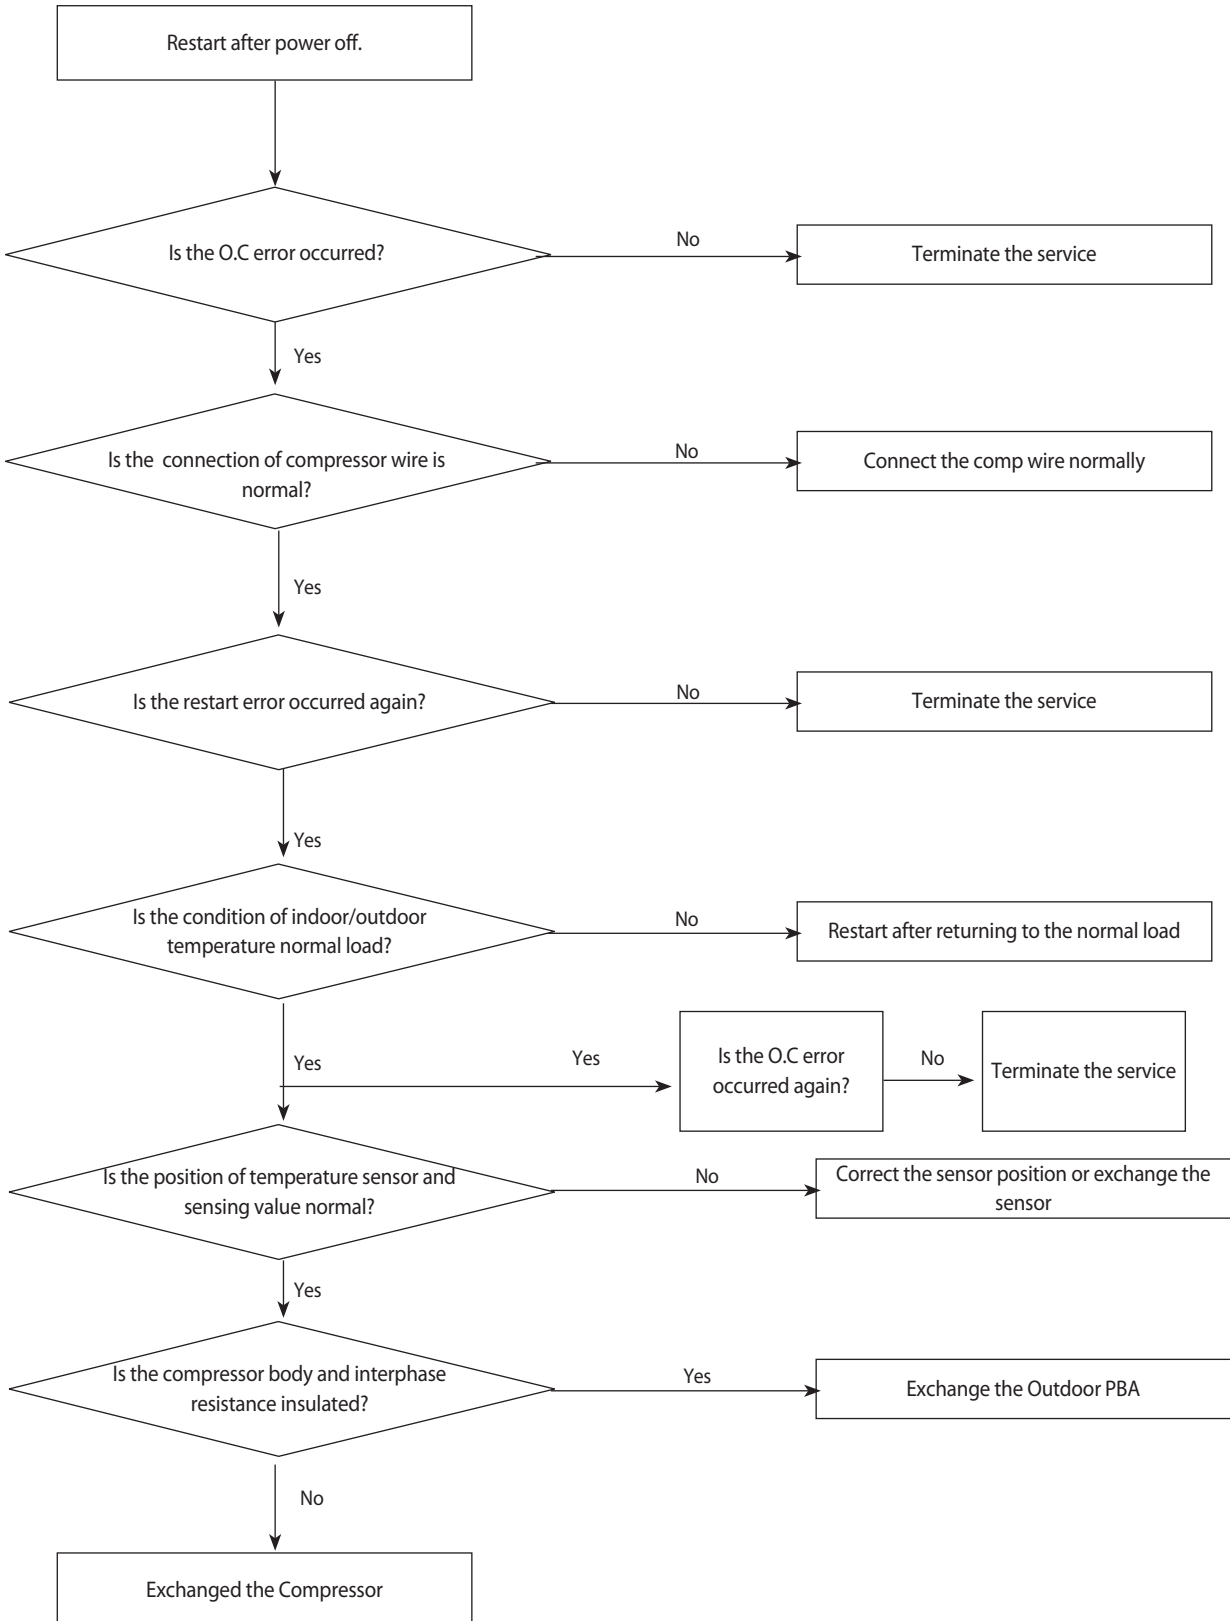 Restart after power off.
Is the O.C error occurred?
No
Terminate the service
Yes
Is the  connection of compressor wire is
normal?
No
Connect the comp wire normally
Yes
Is the restart error occurred again?
No
Terminate the service
Yes
Is the condition of indoor/outdoor
temperature normal load?
No
Restart after returning to the normal load
Yes
Yes
Is the O.C error
occurred again?
No
Terminate the service
Is the position of temperature sensor and
sensing value normal?
No
Correct the sensor position or exchange the
sensor
Yes
Is the compressor body and interphase
resistance insulated?
Yes
Exchange the Outdoor PBA
No
Exchanged the Compressor